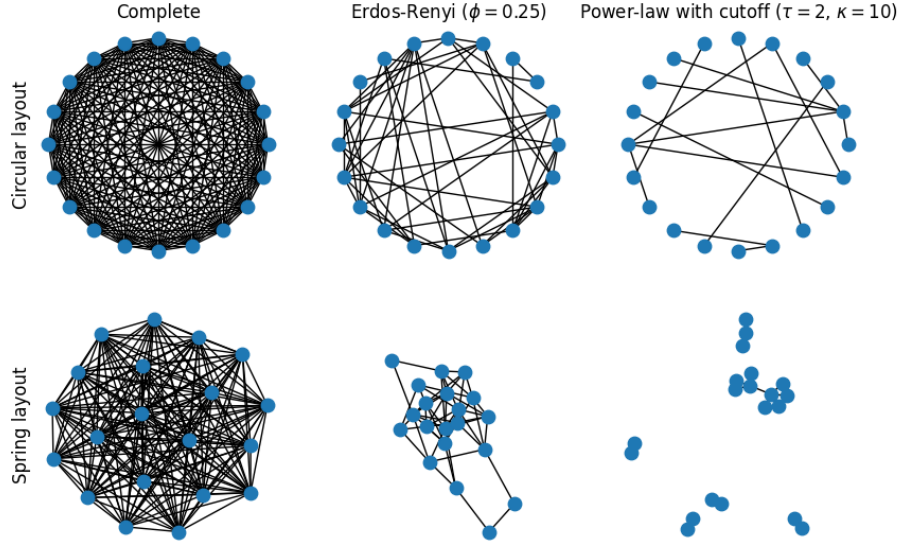 Complete
Erdos-Renyi (ϕ = 0.25)
Power-law with cutoff (τ = 2, κ = 10)
Circular layout
Spring layout